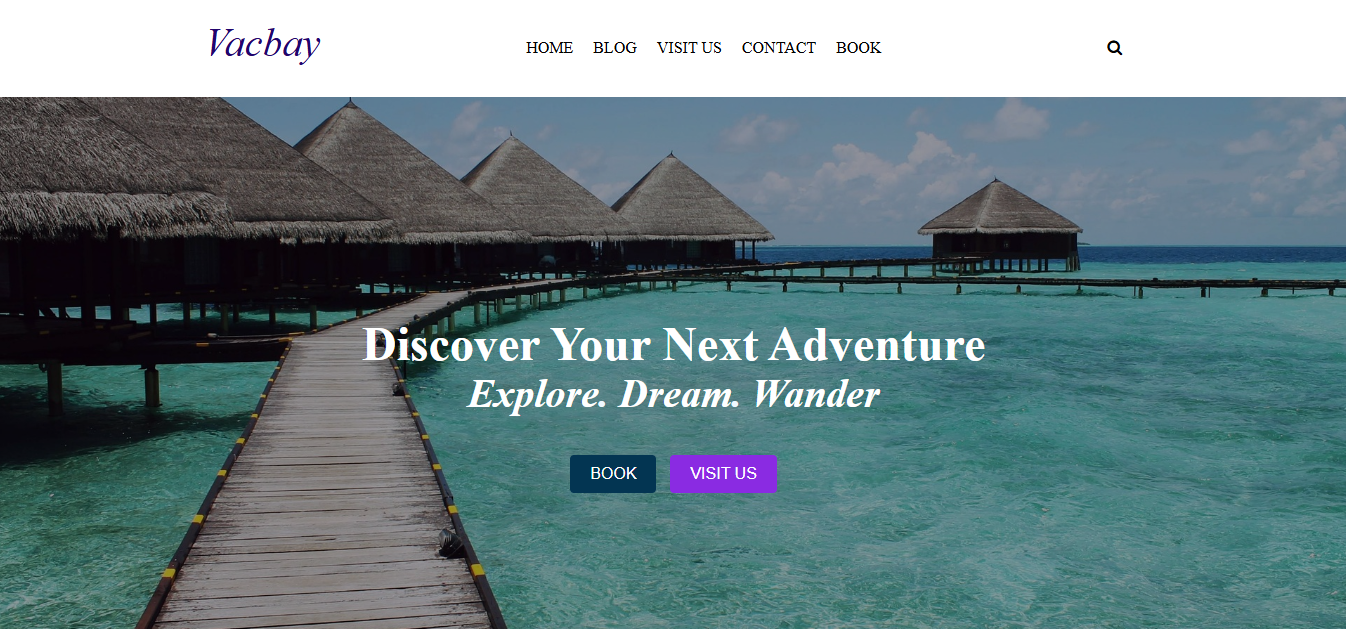 Vacbay
HOME BLOG VISIT US CONTACT BOOK
Discover Your Next Adventure
Explore. Dream. Wander
BOOK VISIT US